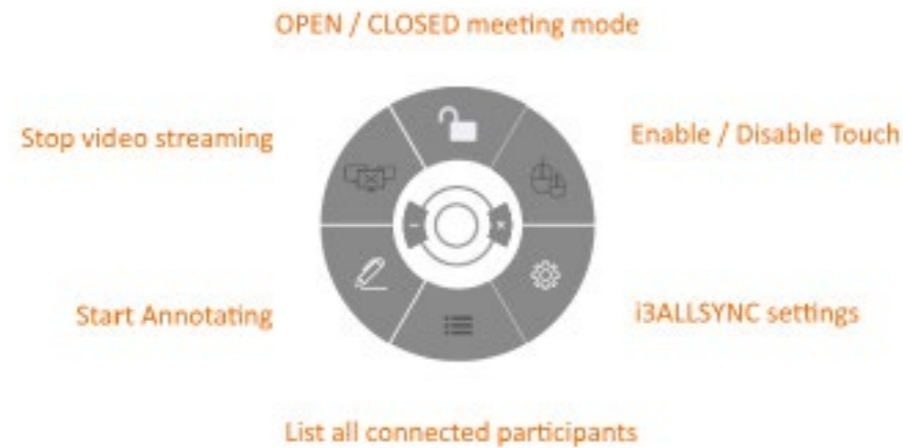 OPEN / CLOSED meeting mode
Stop video streaming
Enable / Disable Touch
Start Annotating
i3ALLSYNC settings
List all connected participants